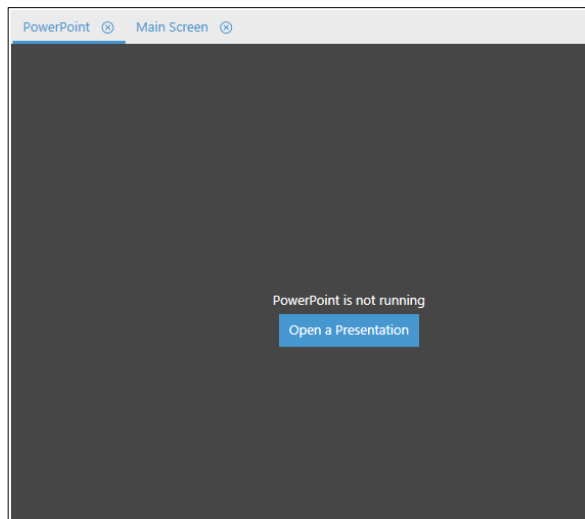 PowerPoint Main Screen
PowerPoint is not running
Open a Presentation